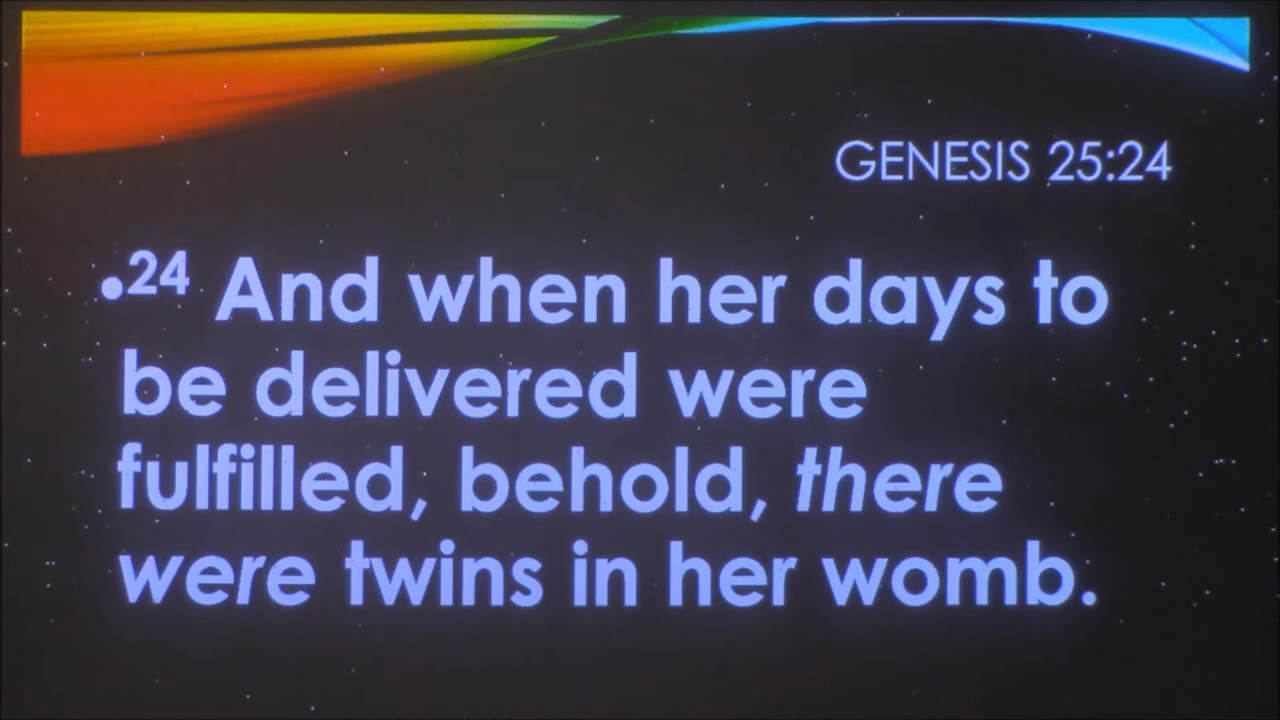 GENESIS 25:24
•24 And when her days to
be delivered were
fulfilled, behold, there
were twins in her womb.